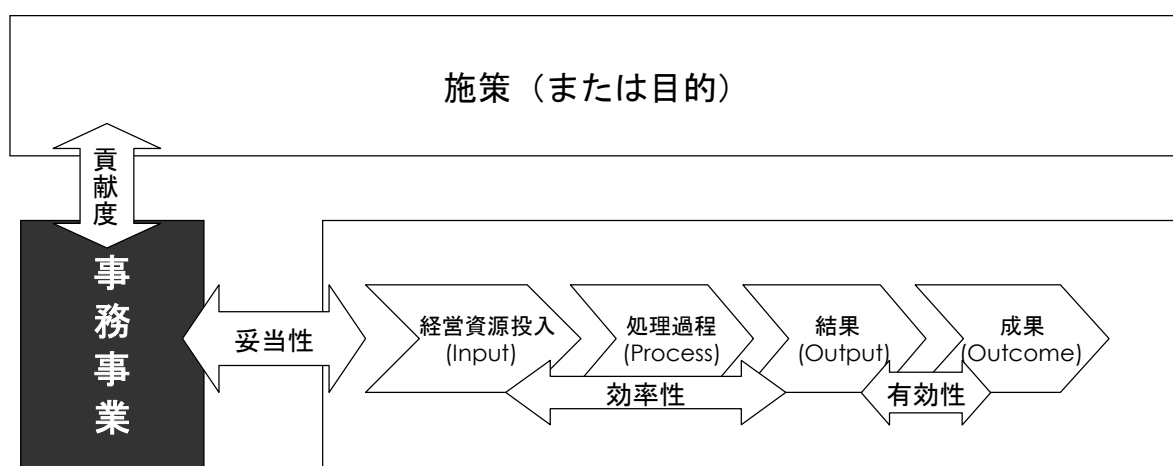 施策（または目的）
貢献度
事務事業
妥当性
経営資源投入
(Input)
処理過程
(Process)
結果
(Output)
成果
(Outcome)
効率性
有効性